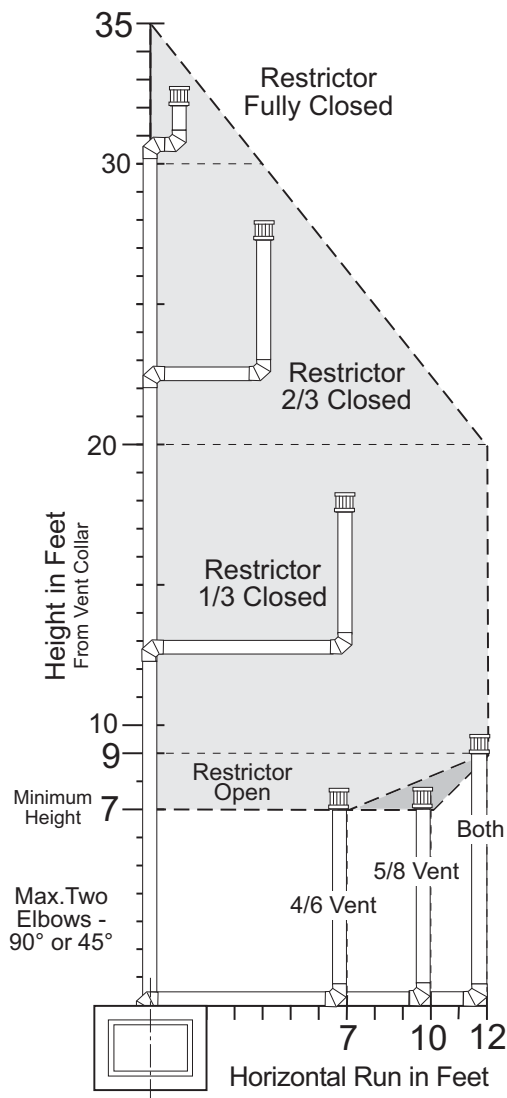 35
Restrictor
Fully Closed
30
Restrictor
2/3 Closed
20
Height in Feet
From Vent Collar
Restrictor
1/3 Closed
10
9
Restrictor
Open
Minimum
Height
7
Both
5/8 Vent
4/6 Vent
Max.Two
Elbows -
90° or 45°
7
10
12
Horizontal Run in Feet